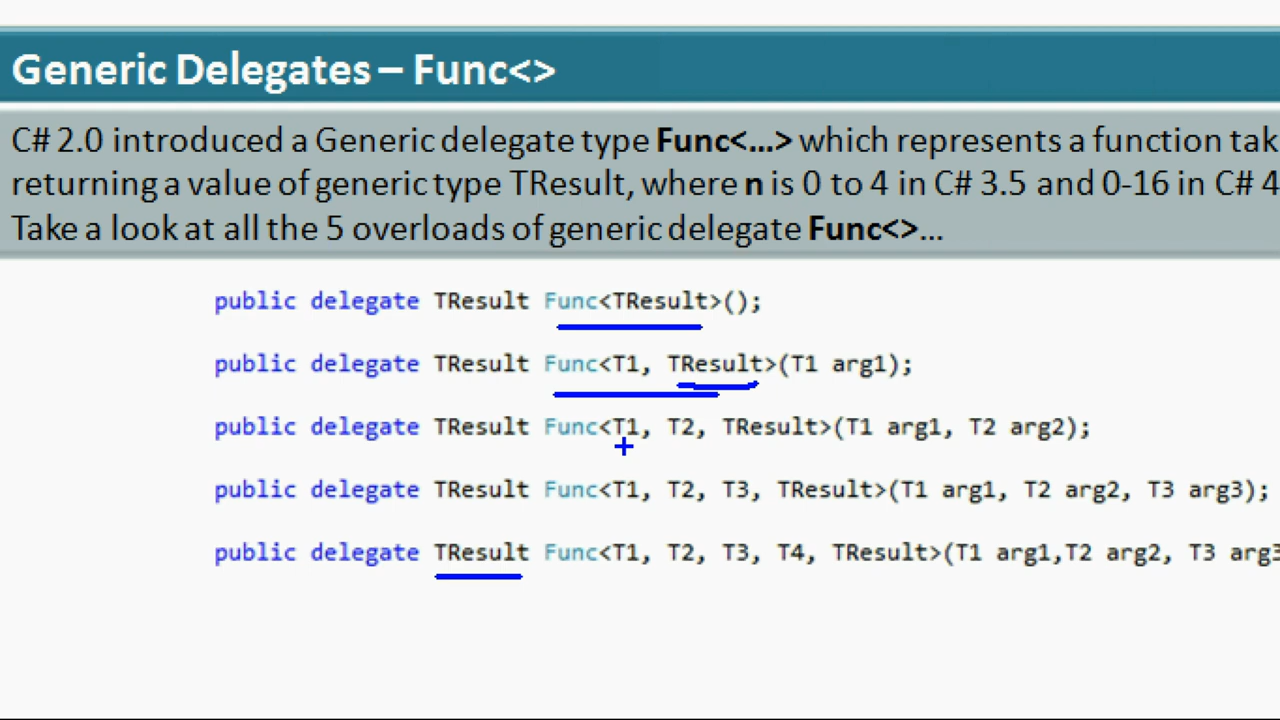 Generic Delegates – Func<>
C# 2.0 introduced a Generic delegate type Func<...> which represents a function tak
returning a value of generic type TResult, where n is 0 to 4 in C# 3.5 and 0-16 in C# 4
Take a look at all the 5 overloads of generic delegate Func<>...
public delegate TResult Func<TResult>();
public delegate TResult Func<T1, TResult>(T1 arg1);
public delegate TResult Func<T1, T2, TResult>(T1 arg1, T2 arg2);
public delegate TResult Func<T1, T2, T3, TResult>(T1 arg1, T2 arg2, T3 arg3);
public delegate TResult Func<T1, T2, T3, T4, TResult>(T1 arg1,T2 arg2, T3 arg3